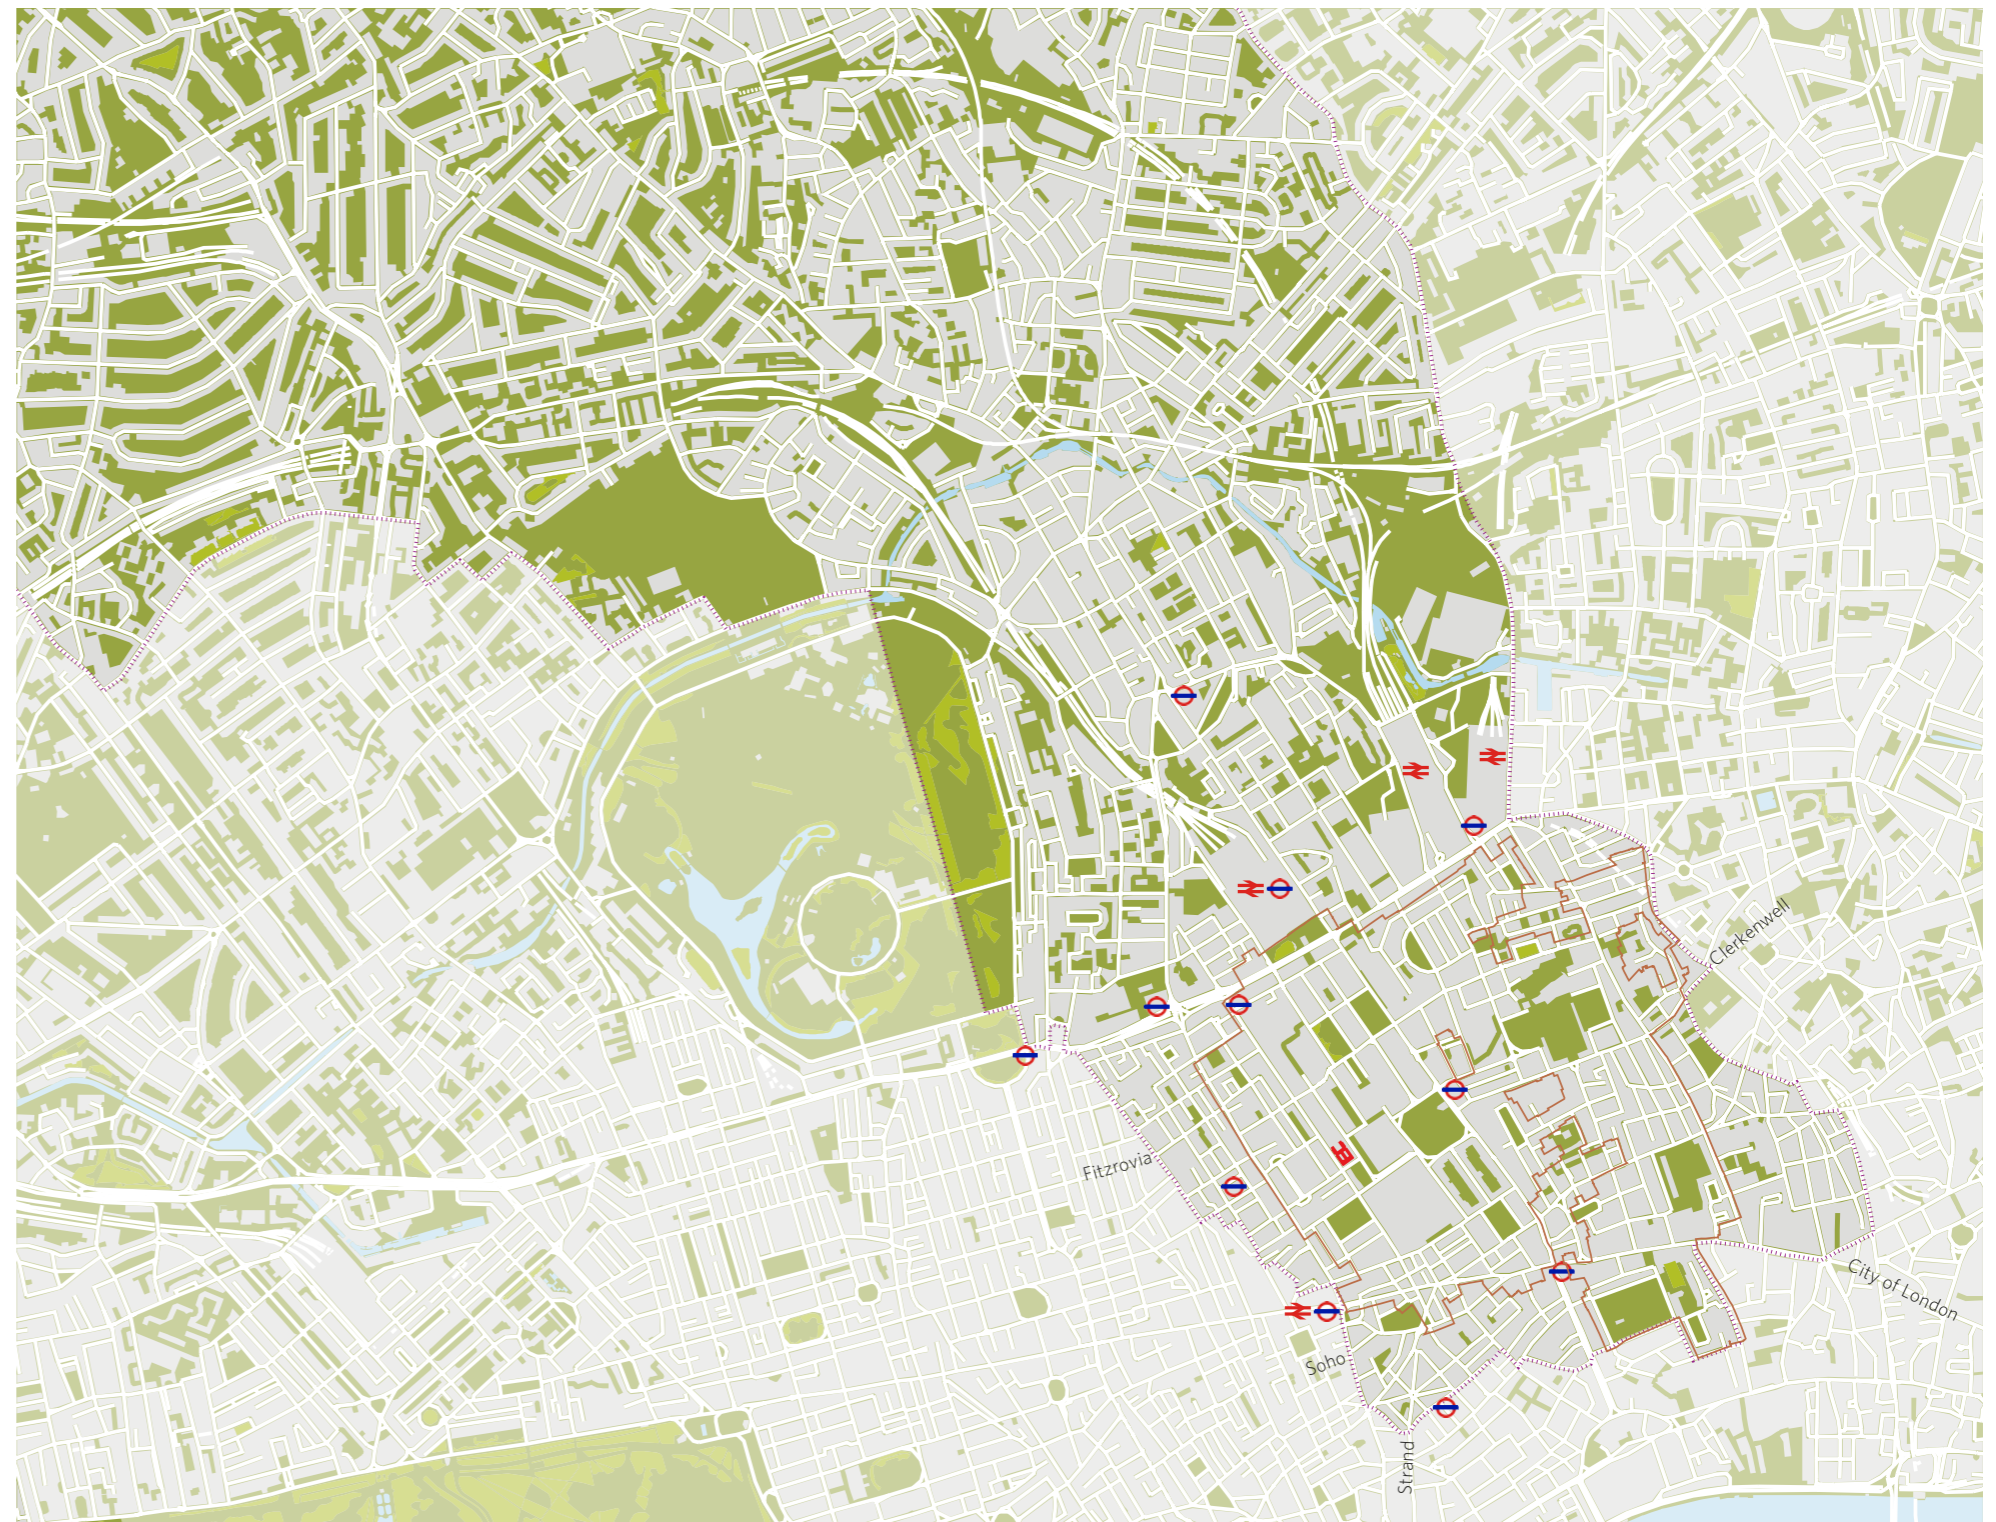 Clerkenwell
Fitzrovia
City of London
Soho
Strand